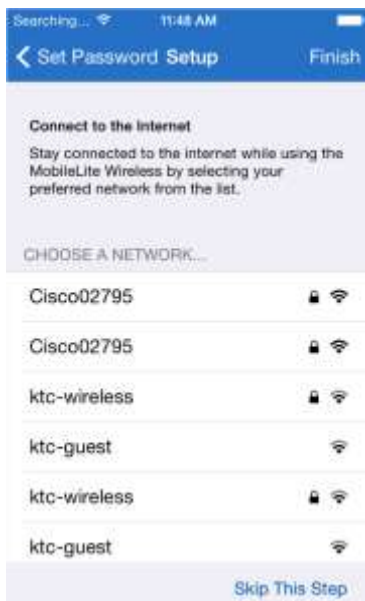 Searching... 11:48 AM
Set Password Setup Finish
Connect to the Internet
Stay connected to the internet while using the
MobileLite Wireless by selecting your
preferred network from the list.
CHOOSE A NETWORK...
Cisco02795
Cisco02795
ktc-wireless
ktc-guest
ktc-wireless
ktc-guest
Skip This Step